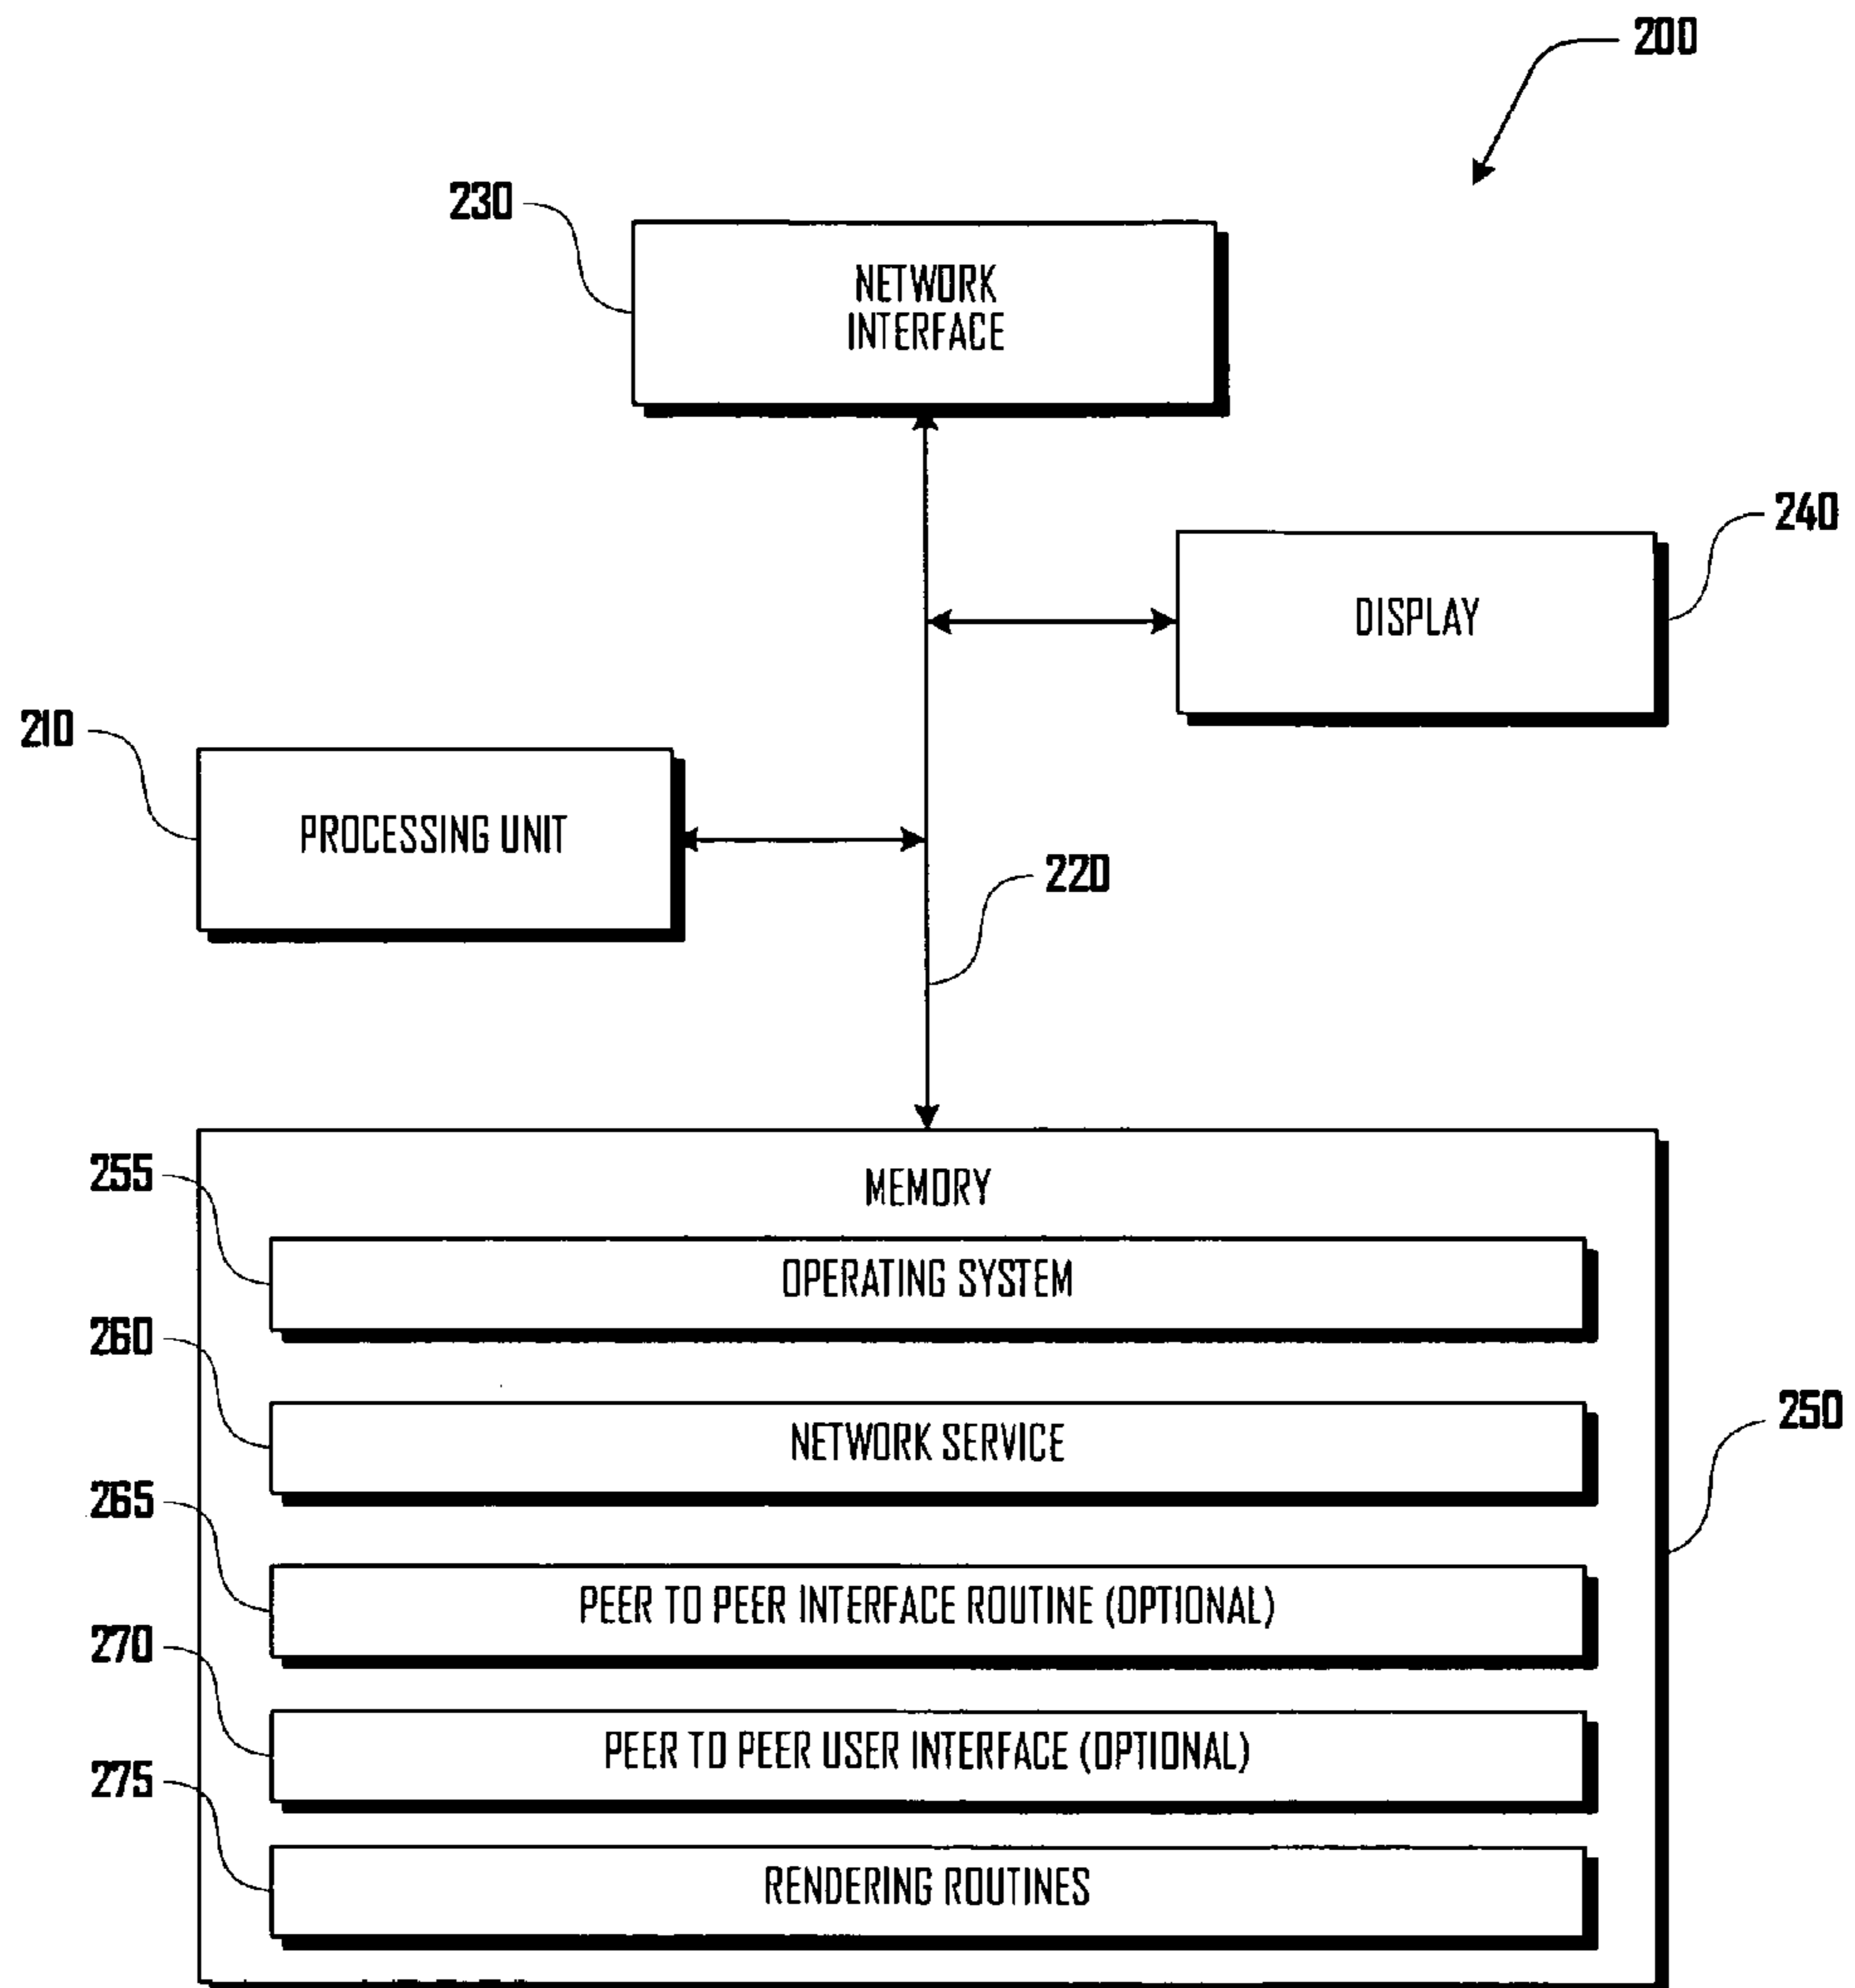 200
230
NETWORK
INTERFACE
240
DISPLAY
210
PROCESSING UNIT
220
MEMORY
255
OPERATING SYSTEM
260
NETWORK SERVICE
250
265
PEER TO PEER INTERFACE ROUTINE (OPTIONAL)
270
PEER TO PEER USER INTERFACE (OPTIONAL)
275
RENDERING ROUTINES